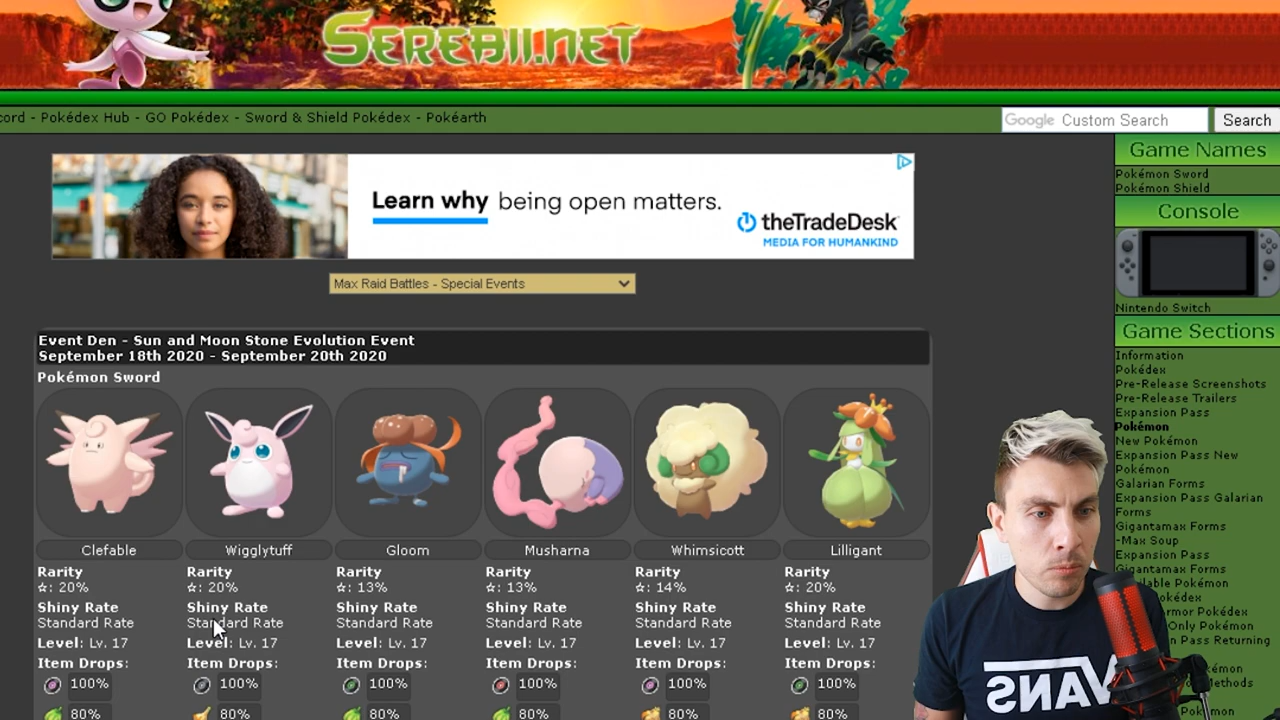 SEREBII.NET
cord - Pokédex Hub - GO Pokédex - Sword & Shield Pokédex - Pokéarth
Google Custom Search
Search
Learn why being open matters.
theTradeDesk
MEDIA FOR HUMANKIND
Max Raid Battles - Special Events
Event Den - Sun and Moon Stone Evolution Event
September 18th 2020 - September 20th 2020
Pokémon Sword
Clefable Wigglytuff Gloom Musharna Whimsicott Lilligant
Rarity Rarity Rarity Rarity Rarity Rarity
☆: 20% ☆: 20% ☆: 13% ☆: 13% ☆: 14% ☆: 20%
Shiny Rate Shiny Rate Shiny Rate Shiny Rate Shiny Rate Shiny Rate
Standard Rate Standard Rate Standard Rate Standard Rate Standard Rate Standard Rate
Level: Lv. 17 Level: Lv. 17 Level: Lv. 17 Level: Lv. 17 Level: Lv. 17 Level: Lv. 17
Item Drops: Item Drops: Item Drops: Item Drops: Item Drops: Item Drops:
100% 100% 100% 100% 100% 100%
80% 80% 80% 80% 80% 80%
Game Names
Pokémon Sword
Pokémon Shield
Console
Nintendo Switch
Game Sections
Information
Pokédex
Pre-Release Screenshots
Pre-Release Trailers
Expansion Pass
Pokémon
New Pokémon
Expansion Pass New
Pokémon
Galarian Forms
Expansion Pass Galarian
Forms
Gigantamax Forms
-Max Soup
Expansion Pass
Gigantamax Forms
ilable Pokémon
okédex
rmor Pokédex
Only Pokémon
n Pass Returning
kémon
Methods
Pokémon
VANS